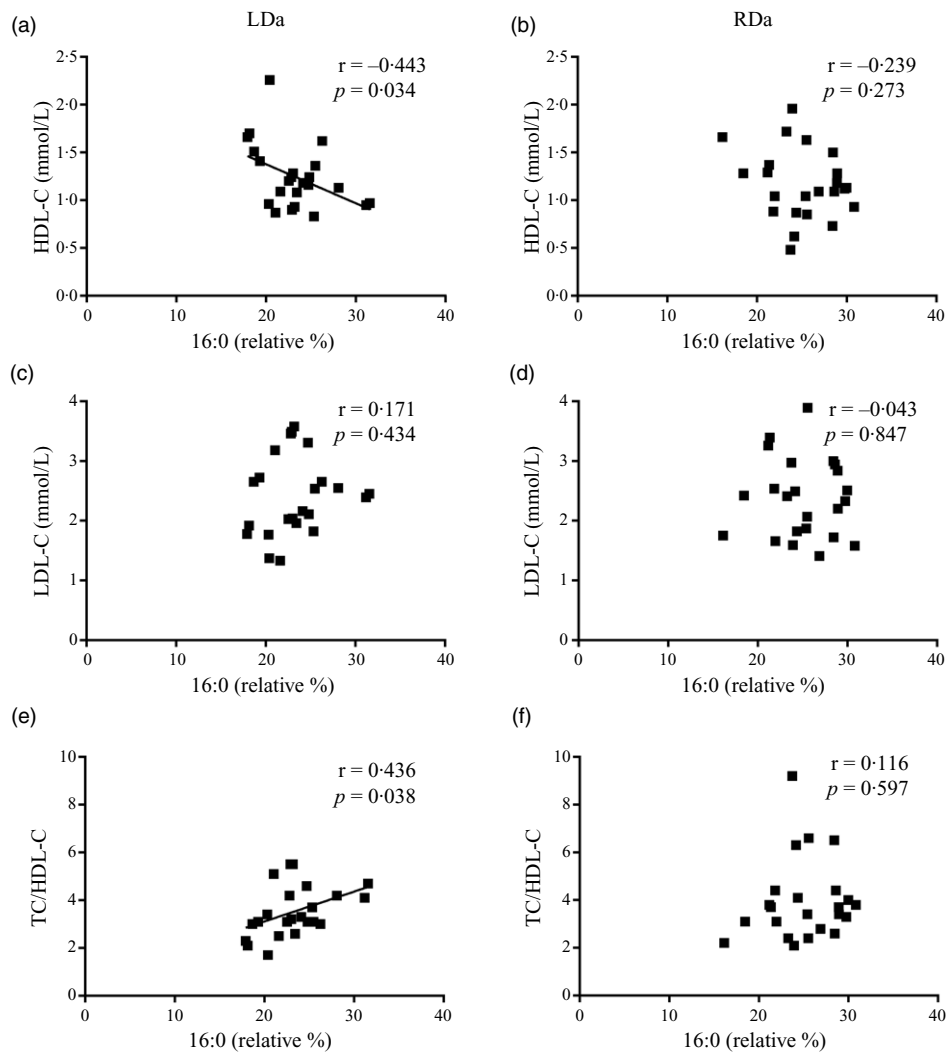 LDa
RDa
(a)
r = –0·443
p = 0·034
HDL-C (mmol/L)
2·5
2·0
1·5
1·0
0·5
0·0
0 10 20 30 40
16:0 (relative %)
(b)
r = –0·239
p = 0·273
HDL-C (mmol/L)
2·5
2·0
1·5
1·0
0·5
0·0
0 10 20 30 40
16:0 (relative %)
(c)
r = 0·171
p = 0·434
LDL-C (mmol/L)
4
3
2
1
0
0 10 20 30 40
16:0 (relative %)
(d)
r = –0·043
p = 0·847
LDL-C (mmol/L)
4
3
2
1
0
0 10 20 30 40
16:0 (relative %)
(e)
r = 0·436
p = 0·038
TC/HDL-C
10
8
6
4
2
0
0 10 20 30 40
16:0 (relative %)
(f)
r = 0·116
p = 0·597
TC/HDL-C
10
8
6
4
2
0
0 10 20 30 40
16:0 (relative %)